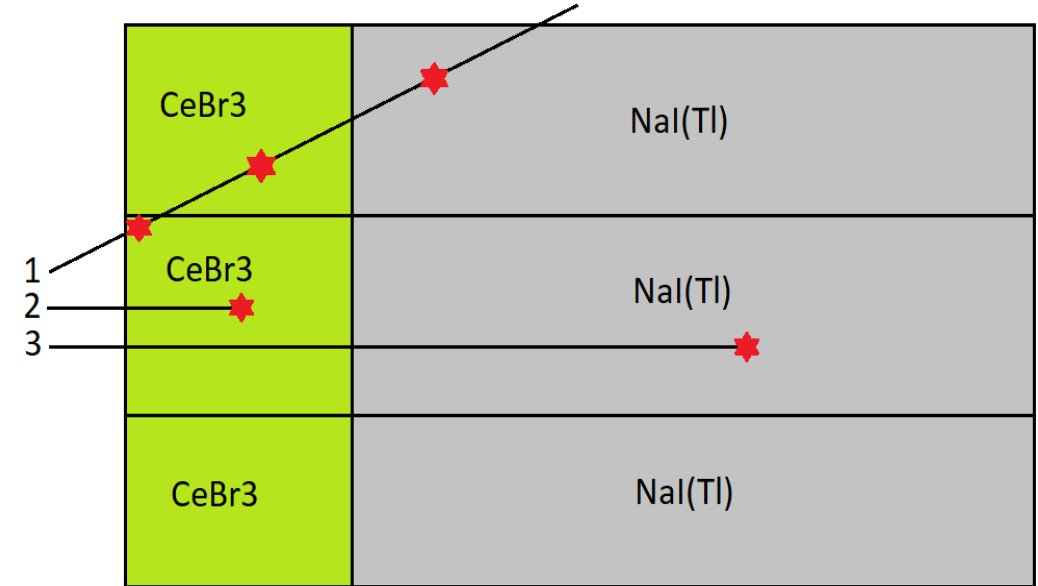 CeBr3
NaI(Tl)
1
CeBr3
2
NaI(Tl)
3
CeBr3
NaI(Tl)